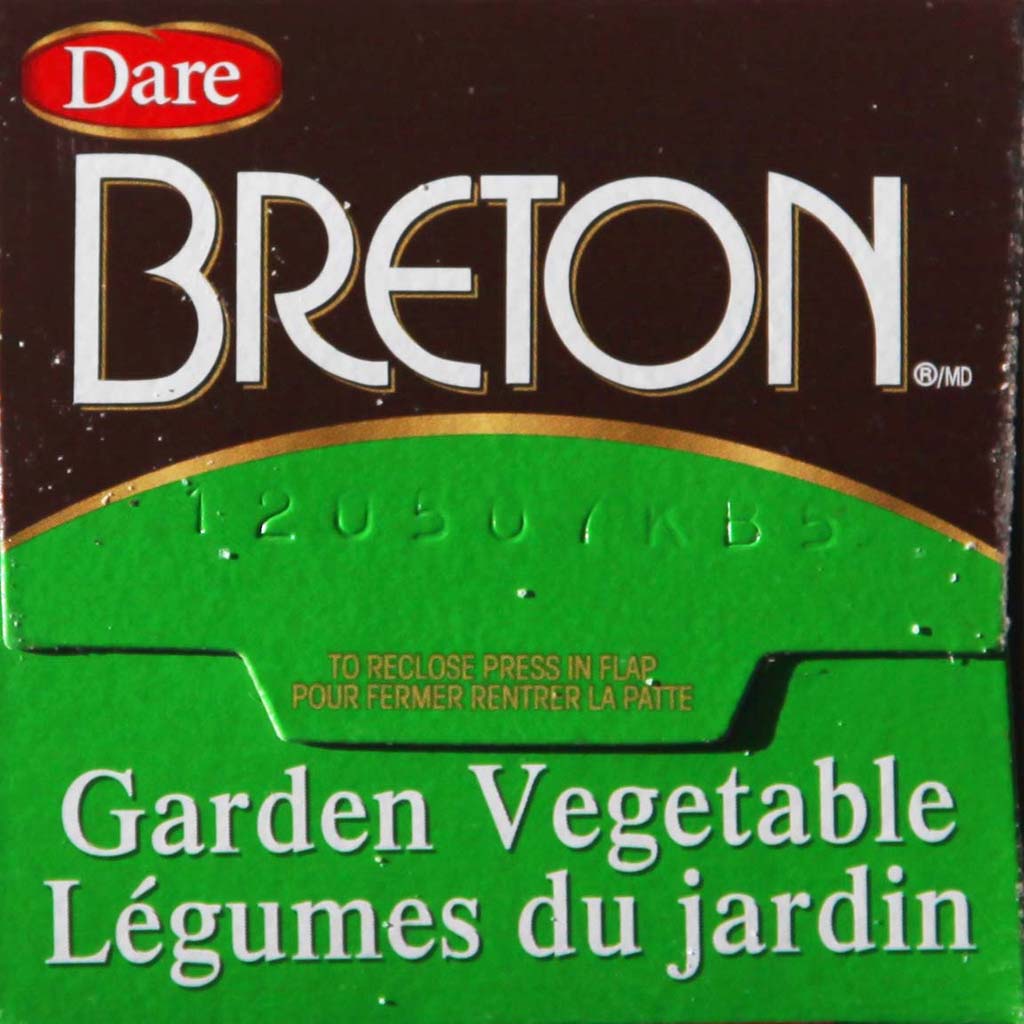 Dare
BRETON
®/MD
120507KB5
TO RECLOSE PRESS IN FLAP
POUR FERMER RENTRER LA PATTE
Garden Vegetable
Légumes du jardin